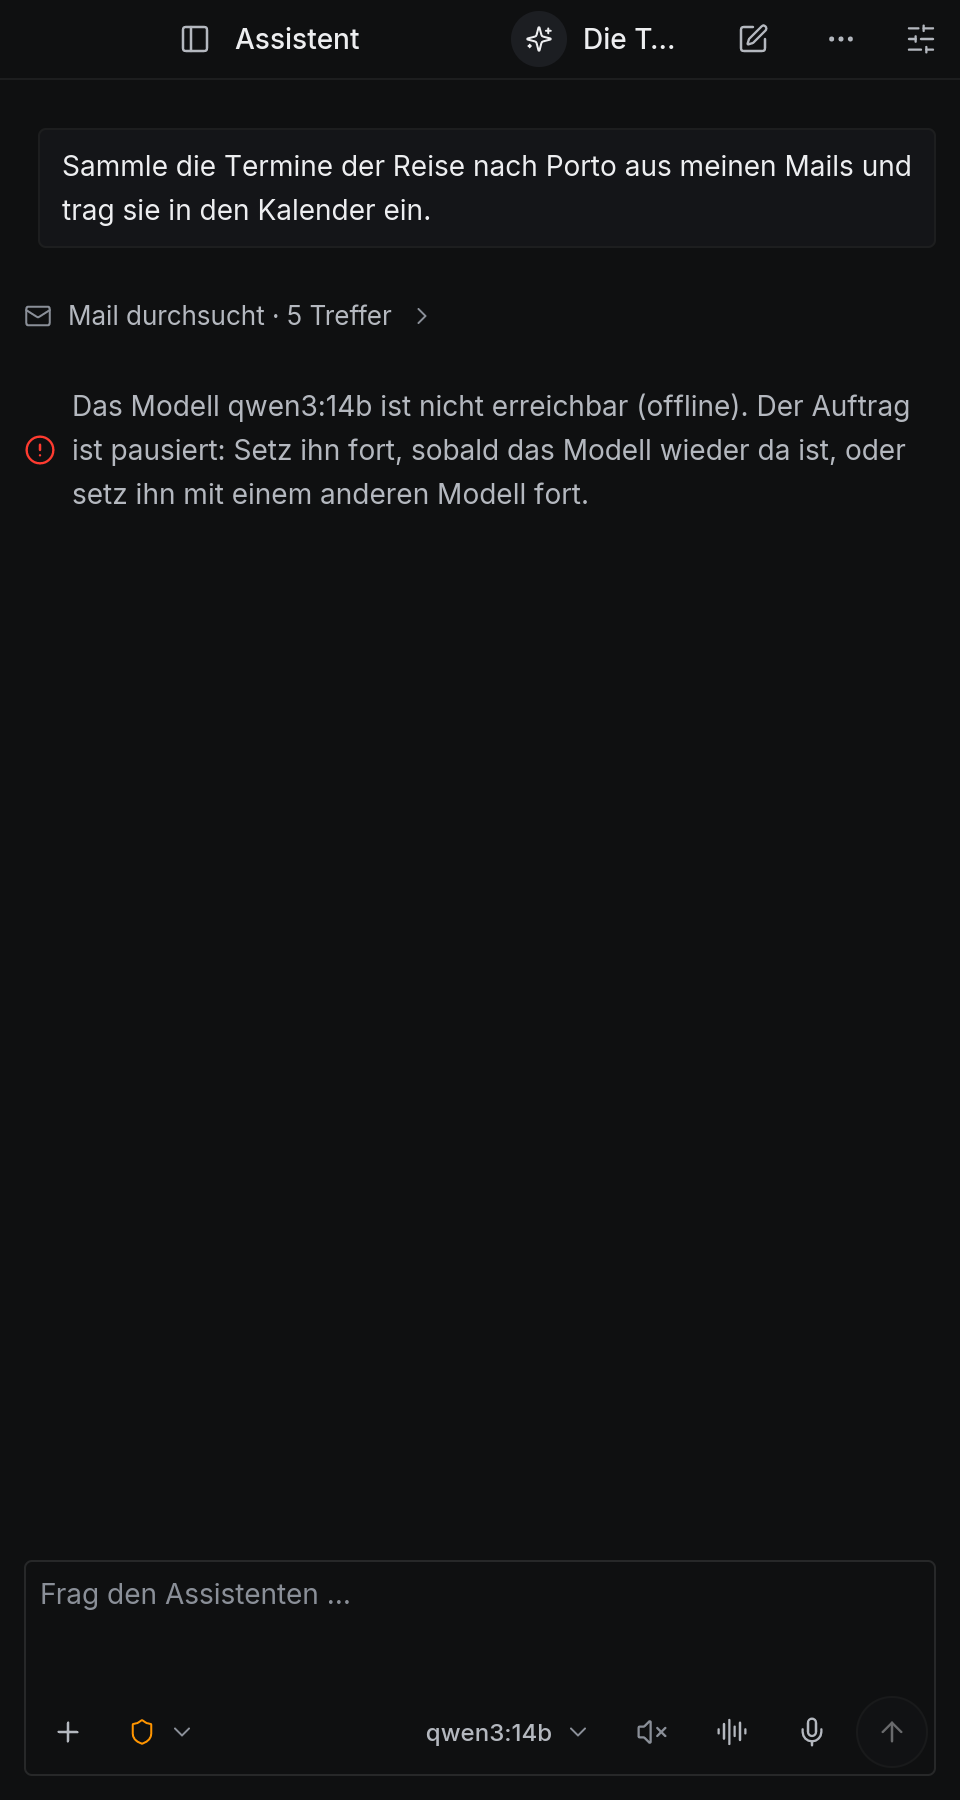 Assistent
Die T...
Sammle die Termine der Reise nach Porto aus meinen Mails und
trag sie in den Kalender ein.
Mail durchsucht · 5 Treffer
Das Modell qwen3:14b ist nicht erreichbar (offline). Der Auftrag
ist pausiert: Setz ihn fort, sobald das Modell wieder da ist, oder
setz ihn mit einem anderen Modell fort.
Frag den Assistenten ...
qwen3:14b